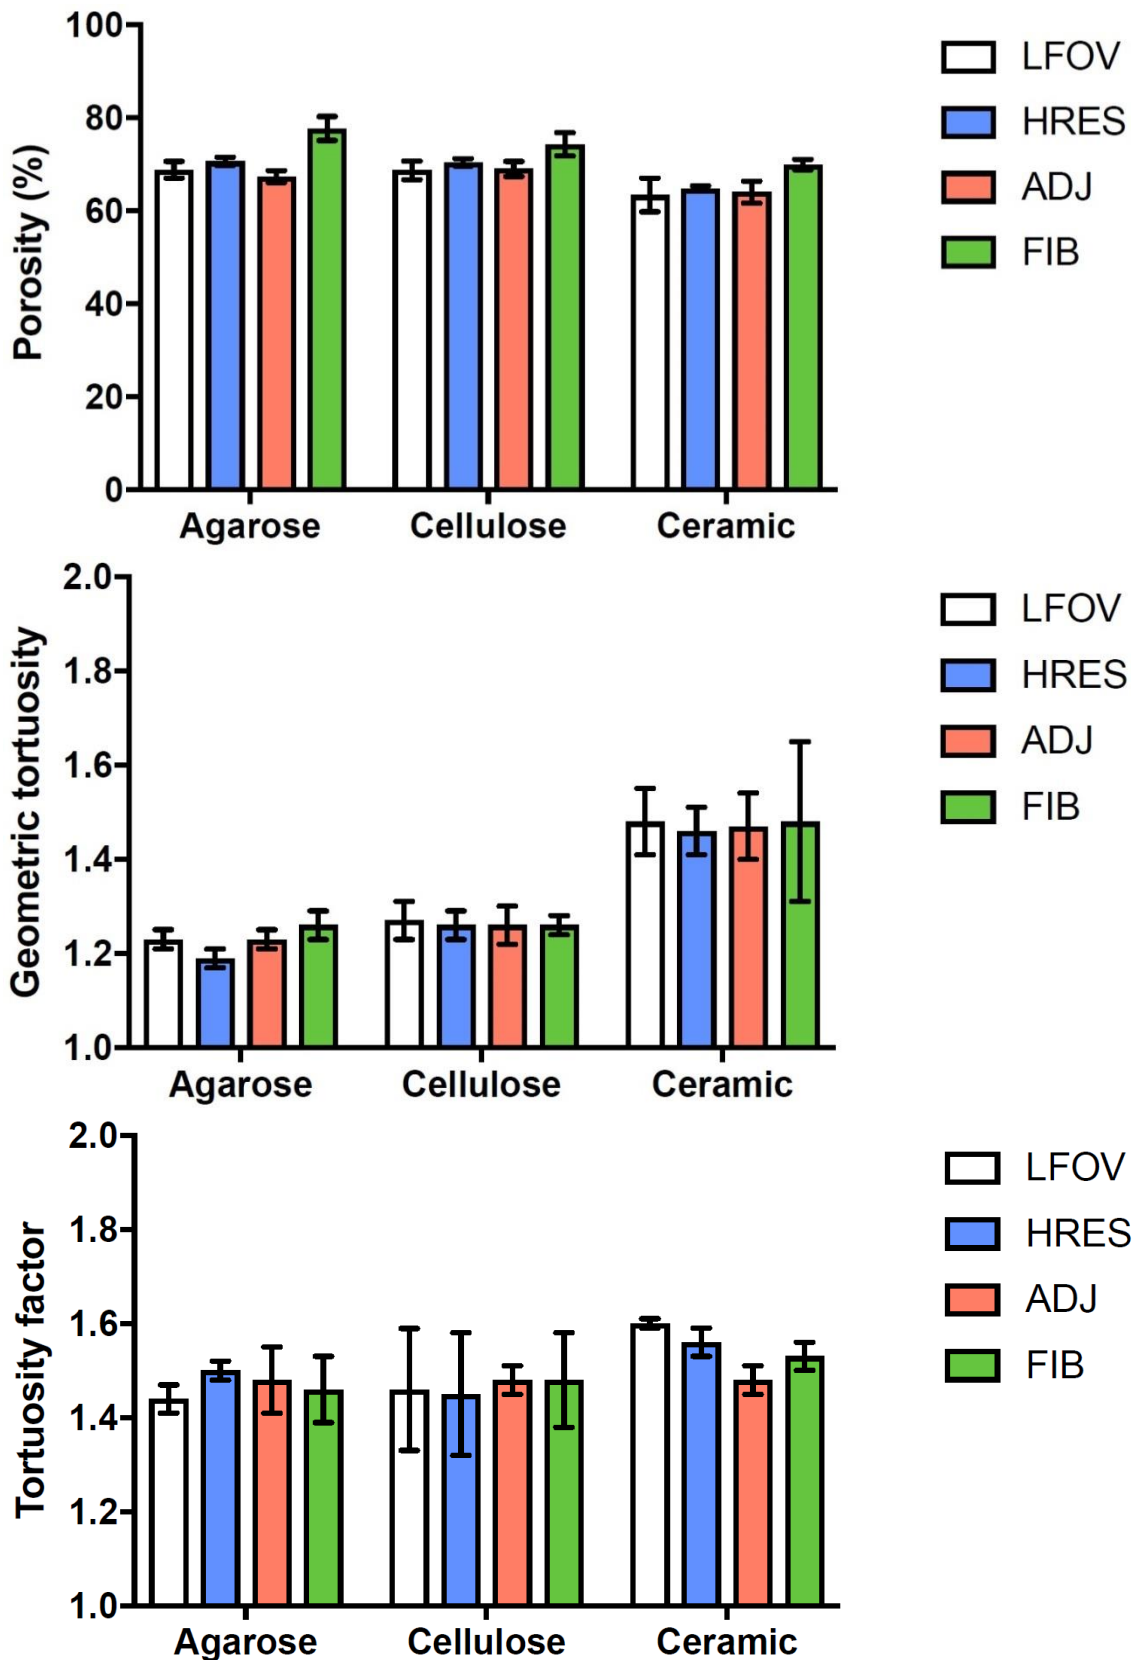 Porosity (%)
100
80
60
40
20
0
Agarose Cellulose Ceramic
LFOV
HRES
ADJ
FIB
Geometric tortuosity
2.0
1.8
1.6
1.4
1.2
1.0
Agarose Cellulose Ceramic
LFOV
HRES
ADJ
FIB
Tortuosity factor
2.0
1.8
1.6
1.4
1.2
1.0
Agarose Cellulose Ceramic
LFOV
HRES
ADJ
FIB